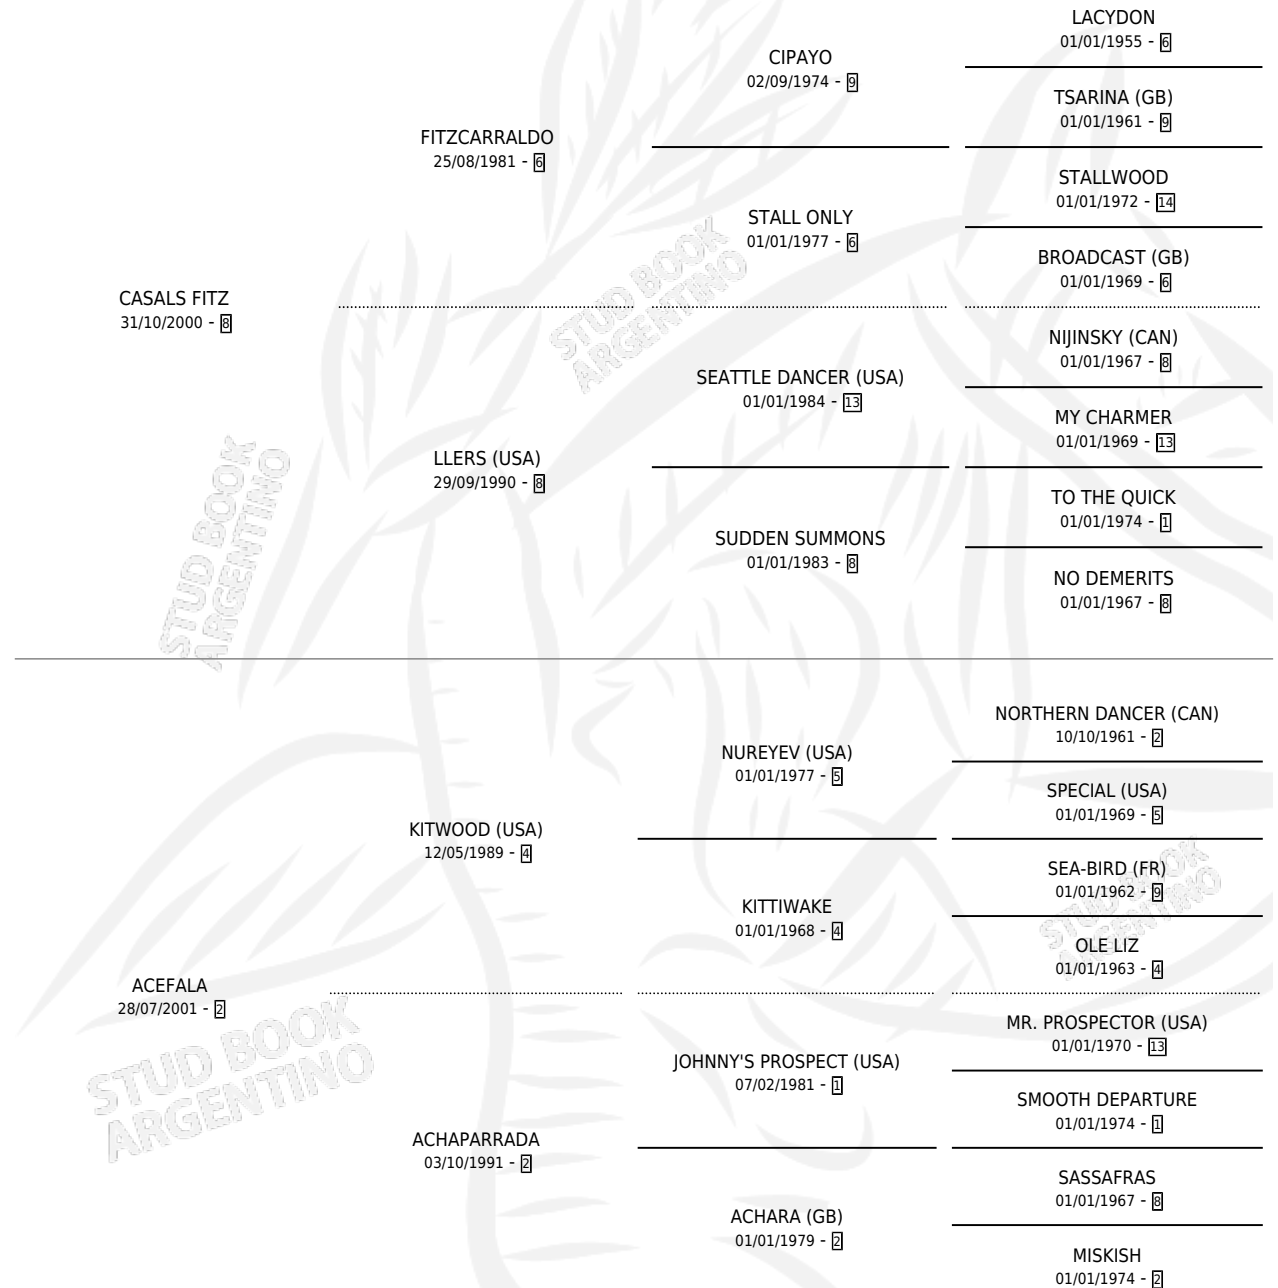 LACYDON
01/01/1955 - 6
CIPAYO
02/09/1974 - 9
TSARINA (GB)
01/01/1961 - 9
FITZCARRALDO
25/08/1981 - 6
STALLWOOD
01/01/1972 - 14
STALL ONLY
01/01/1977 - 6
BROADCAST (GB)
01/01/1969 - 6
CASALS FITZ
31/10/2000 - 8
NIJINSKY (CAN)
01/01/1967 - 8
SEATTLE DANCER (USA)
01/01/1984 - 13
MY CHARMER
01/01/1969 - 13
LLERS (USA)
29/09/1990 - 8
TO THE QUICK
01/01/1974 - 1
SUDDEN SUMMONS
01/01/1983 - 8
NO DEMERITS
01/01/1967 - 8
NORTHERN DANCER (CAN)
10/10/1961 - 2
NUREYEV (USA)
01/01/1977 - 5
SPECIAL (USA)
01/01/1969 - 5
KITWOOD (USA)
12/05/1989 - 4
SEA-BIRD (FR)
01/01/1962 - 9
KITTIWAKE
01/01/1968 - 4
OLE LIZ
01/01/1963 - 4
ACEFALA
28/07/2001 - 2
MR. PROSPECTOR (USA)
01/01/1970 - 13
JOHNNY'S PROSPECT (USA)
07/02/1981 - 1
SMOOTH DEPARTURE
01/01/1974 - 1
ACHAPARRADA
03/10/1991 - 2
SASSAFRAS
01/01/1967 - 8
ACHARA (GB)
01/01/1979 - 2
MISKISH
01/01/1974 - 2
STUD BOOK
ARGENTINO
STUD BOOK
ARGENTINO
STUD BOOK
ARGENTINO
STUD BOOK
ARGENTINO